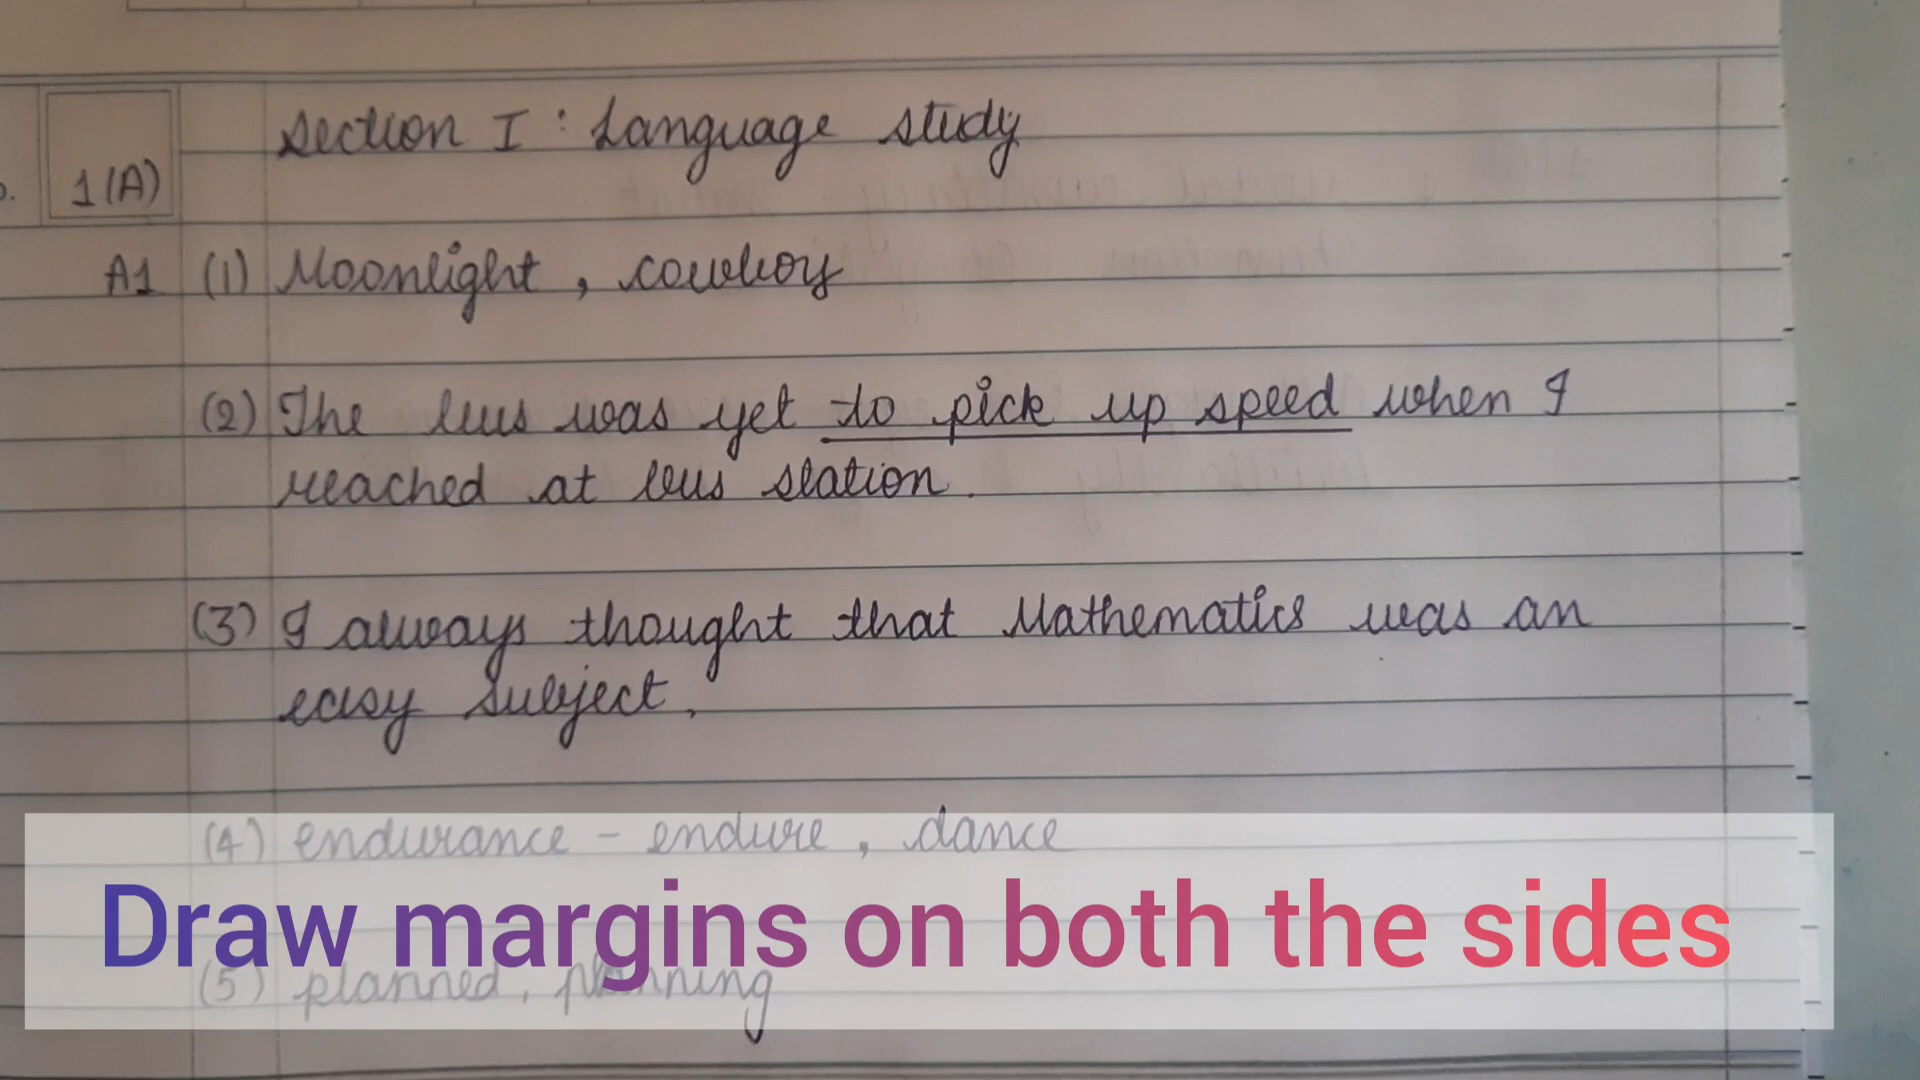 Section I : Language study
1(A)
A1 (1) Moonlight, cowboy
(2) The bus was yet to pick up speed when I
reached at bus station.
(3) I always thought that Mathematics was an
easy subject.
(4) endurance - endure, dance
Draw margins on both the sides
(5) planned, planning